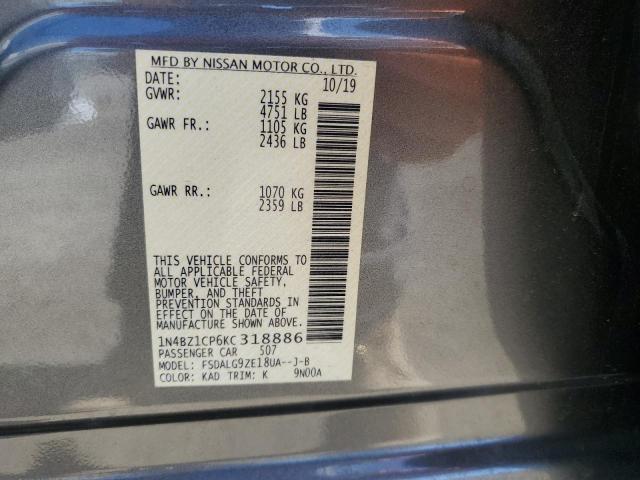 MFD BY NISSAN MOTOR CO., LTD.
DATE: 10/19
GVWR: 2155 KG
4751 LB
GAWR FR.: 1105 KG
2436 LB
GAWR RR.: 1070 KG
2359 LB
THIS VEHICLE CONFORMS TO
ALL APPLICABLE FEDERAL
MOTOR VEHICLE SAFETY,
BUMPER, AND THEFT
PREVENTION STANDARDS IN
EFFECT ON THE DATE OF
MANUFACTURE SHOWN ABOVE.
1N4BZ1CP6KC318886
PASSENGER CAR 507
MODEL: FSDALG9ZE18UA--J-B
COLOR: KAD TRIM: K 9N00A